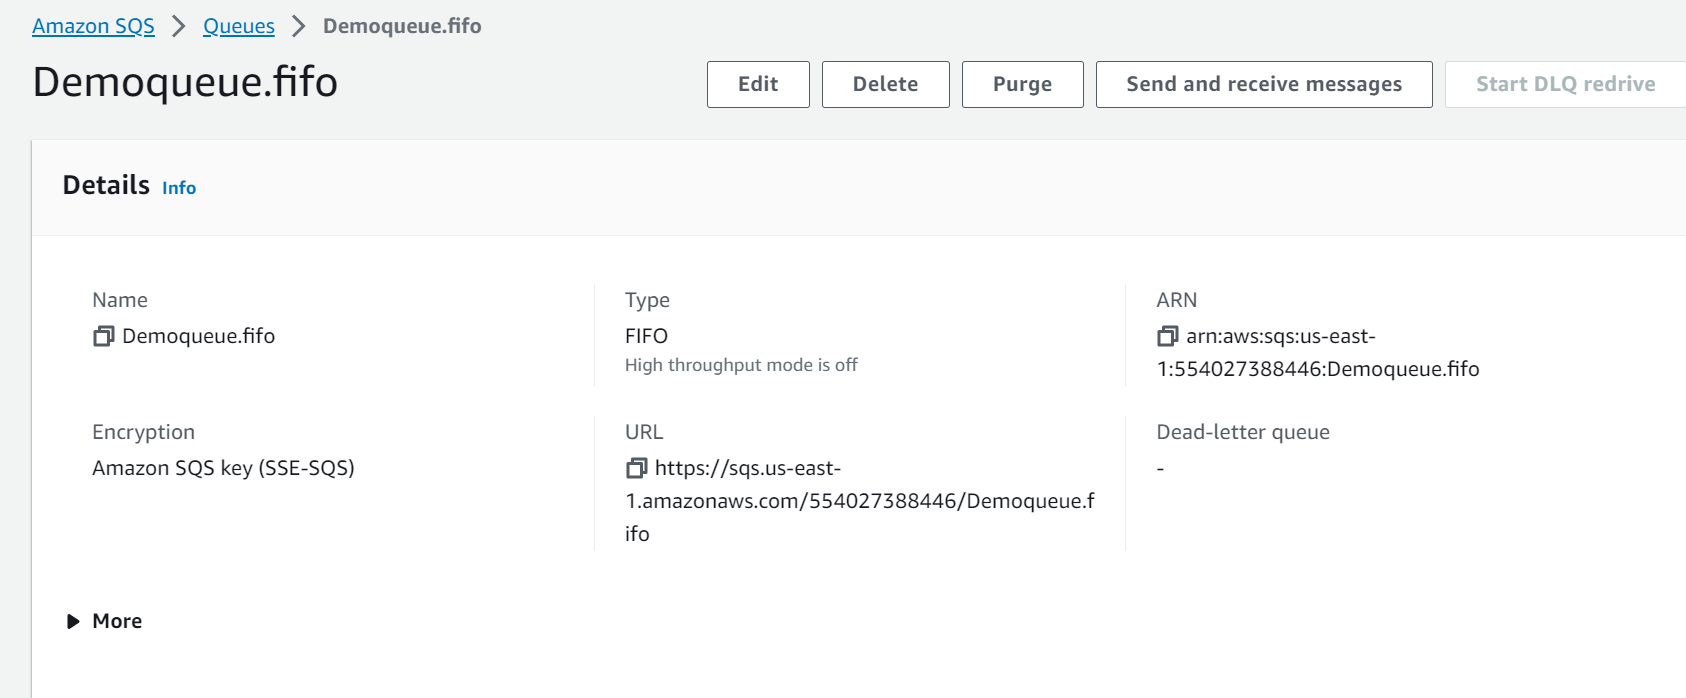 Amazon SQS > Queues > Demoqueue.fifo
Demoqueue.fifo
Edit
Delete
Purge
Send and receive messages
Start DLQ redrive
Details Info
Name
Demoqueue.fifo
Type
FIFO
High throughput mode is off
ARN
arn:aws:sqs:us-east-
1:554027388446:Demoqueue.fifo
Encryption
Amazon SQS key (SSE-SQS)
URL
https://sqs.us-east-
1.amazonaws.com/554027388446/Demoqueue.f
ifo
Dead-letter queue
-
More